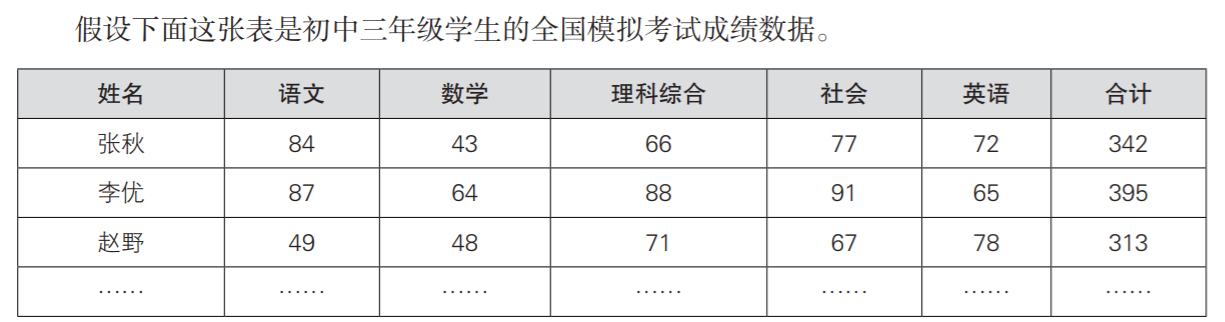 假设下面这张表是初中三年级学生的全国模拟考试成绩数据。
姓名 语文 数学 理科综合 社会 英语 合计
张秋 84 43 66 77 72 342
李优 87 64 88 91 65 395
赵野 49 48 71 67 78 313
…… …… …… …… …… …… ……